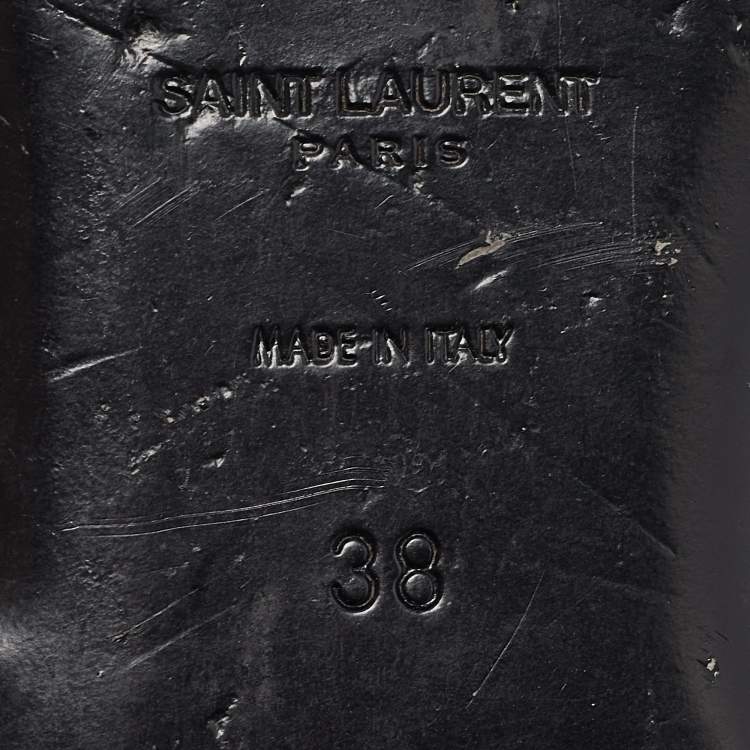 SAINT LAURENT
PARIS
MADE IN ITALY
38